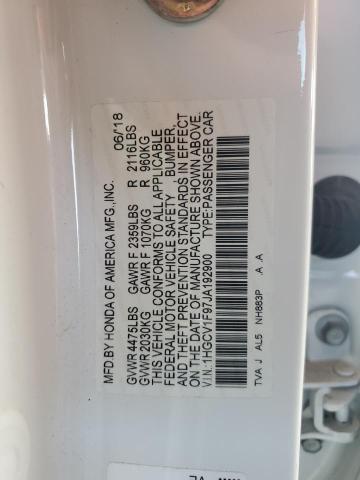 MFD.BY HONDA OF AMERICA MFG.,INC. 06/18
GVWR 4475LBS GAWR F 2359LBS R 2116LBS
GVWR 2030KG GAWR F 1070KG R 960KG
THIS VEHICLE CONFORMS TO ALL APPLICABLE
FEDERAL MOTOR VEHICLE SAFETY , BUMPER,
AND THEFT PREVENTION STANDARDS IN EFFECT
ON THE DATE OF MANUFACTURE SHOWN ABOVE.
V.I.N.:1HGCV1F97JA192900 TYPE:PASSENGER CAR
TVA J AL5 NH883P .A .A